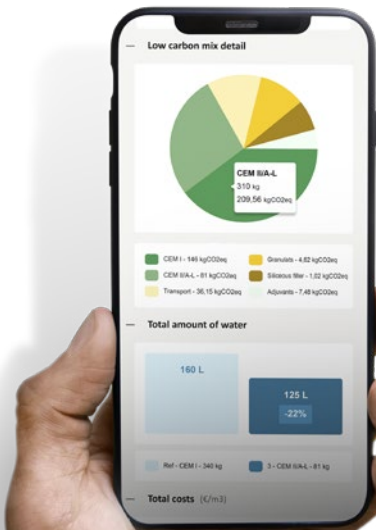 Low carbon mix detail
CEM II/A-L
310 kg
209,56 kgCO2eq
CEM I - 146 kgCO2eq
Granulats - 4,62 kgCO2eq
CEM II/A-L - 81 kgCO2eq
Siliceous filler - 1,02 kgCO2eq
Transport - 36,15 kgCO2eq
Adjuvants - 7,48 kgCO2eq
Total amount of water
160 L
125 L
-22%
Ref - CEM I - 340 kg
3 - CEM II/A-L - 81 kg
Total costs (€/m3)